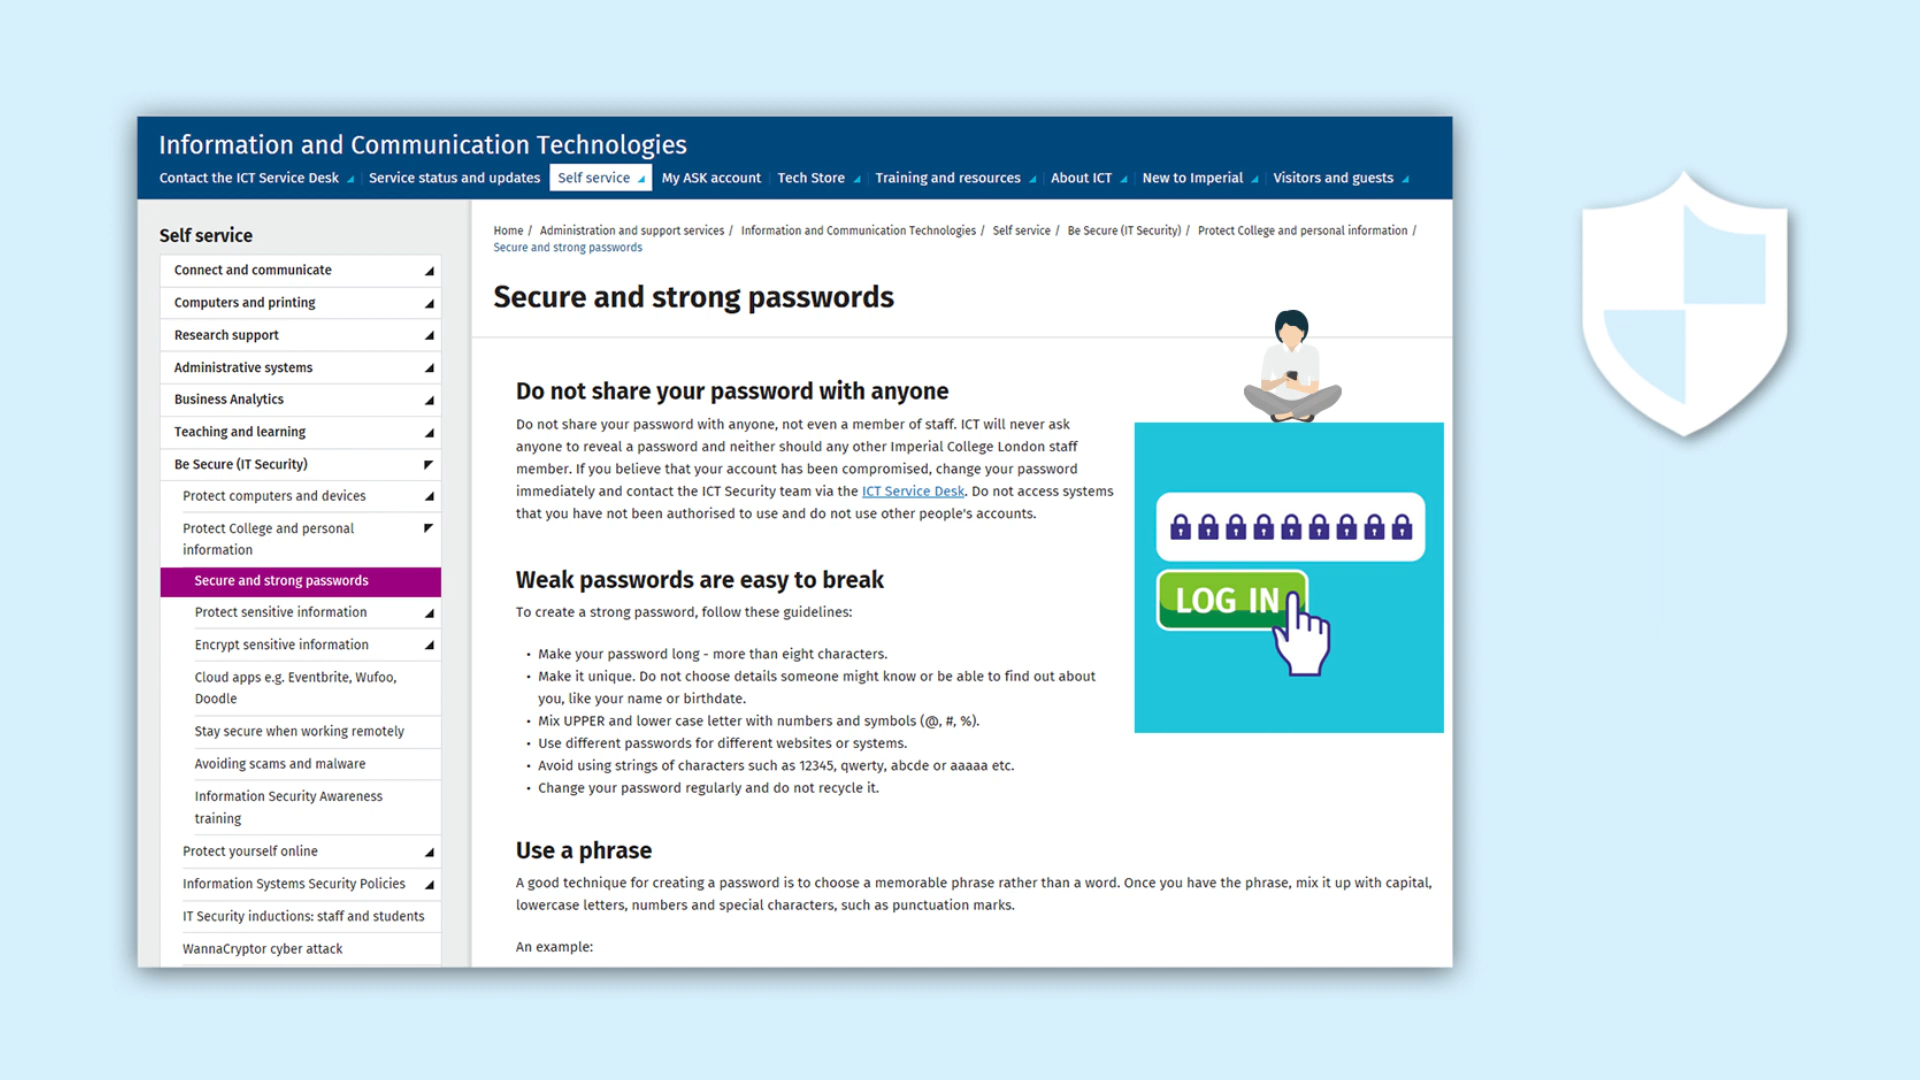 Information and Communication Technologies
Contact the ICT Service Desk Service status and updates Self service My ASK account Tech Store Training and resources About ICT New to Imperial Visitors and guests
Self service
Connect and communicate
Computers and printing
Research support
Administrative systems
Business Analytics
Teaching and learning
Be Secure (IT Security)
Protect computers and devices
Protect College and personal
information
Secure and strong passwords
Protect sensitive information
Encrypt sensitive information
Cloud apps e.g. Eventbrite, Wufoo,
Doodle
Stay secure when working remotely
Avoiding scams and malware
Information Security Awareness
training
Protect yourself online
Information Systems Security Policies
IT Security inductions: staff and students
WannaCryptor cyber attack
Home / Administration and support services / Information and Communication Technologies / Self service / Be Secure (IT Security) / Protect College and personal information /
Secure and strong passwords
Secure and strong passwords
Do not share your password with anyone
Do not share your password with anyone, not even a member of staff. ICT will never ask
anyone to reveal a password and neither should any other Imperial College London staff
member. If you believe that your account has been compromised, change your password
immediately and contact the ICT Security team via the ICT Service Desk. Do not access systems
that you have not been authorised to use and do not use other people's accounts.
Weak passwords are easy to break
To create a strong password, follow these guidelines:
• Make your password long - more than eight characters.
• Make it unique. Do not choose details someone might know or be able to find out about
you, like your name or birthdate.
• Mix UPPER and lower case letter with numbers and symbols (@, #, %).
• Use different passwords for different websites or systems.
• Avoid using strings of characters such as 12345, qwerty, abcde or aaaaa etc.
• Change your password regularly and do not recycle it.
LOG IN
Use a phrase
A good technique for creating a password is to choose a memorable phrase rather than a word. Once you have the phrase, mix it up with capital,
lowercase letters, numbers and special characters, such as punctuation marks.
An example: